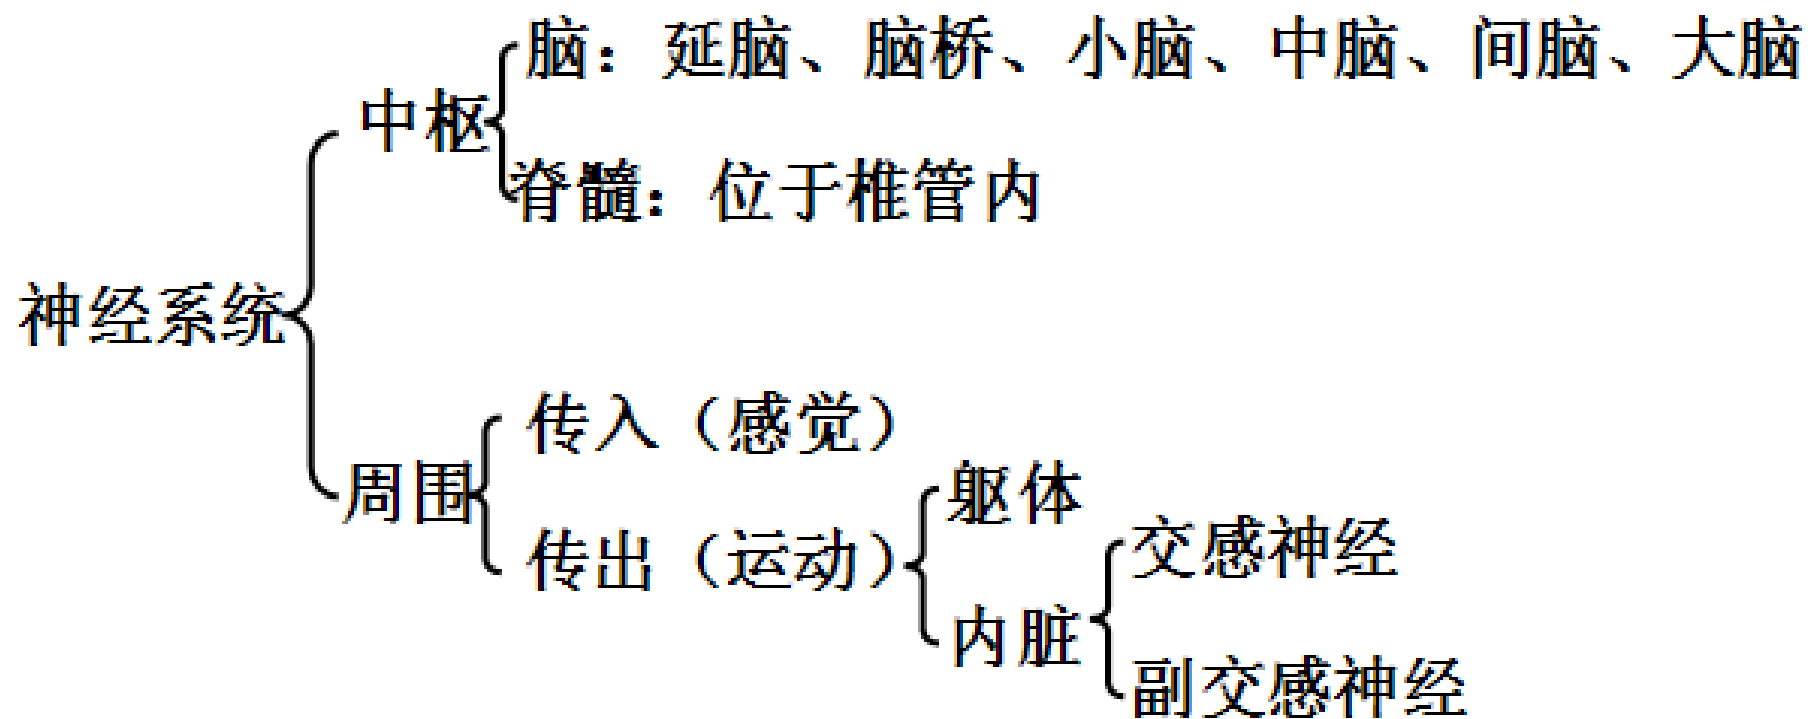 脑：延脑、脑桥、小脑、中脑、间脑、大脑
中枢
脊髓：位于椎管内
神经系统
传入（感觉）
周围
躯体
传出（运动）
交感神经
内脏
副交感神经